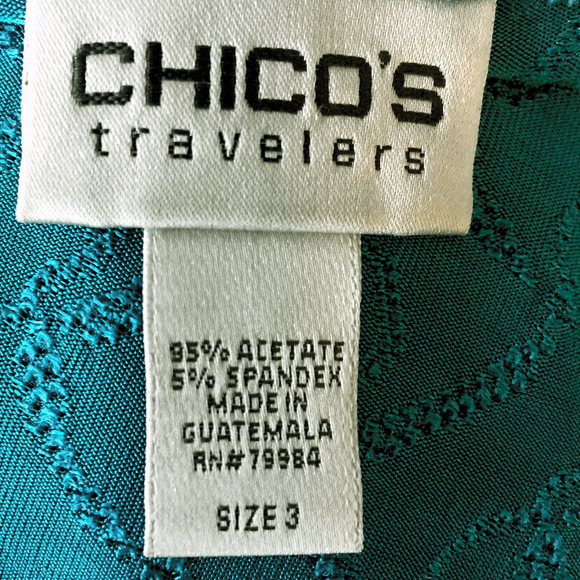 CHICO'S
travelers
95% ACETATE
5% SPANDEX
MADE IN
GUATEMALA
RN# 79984
SIZE 3